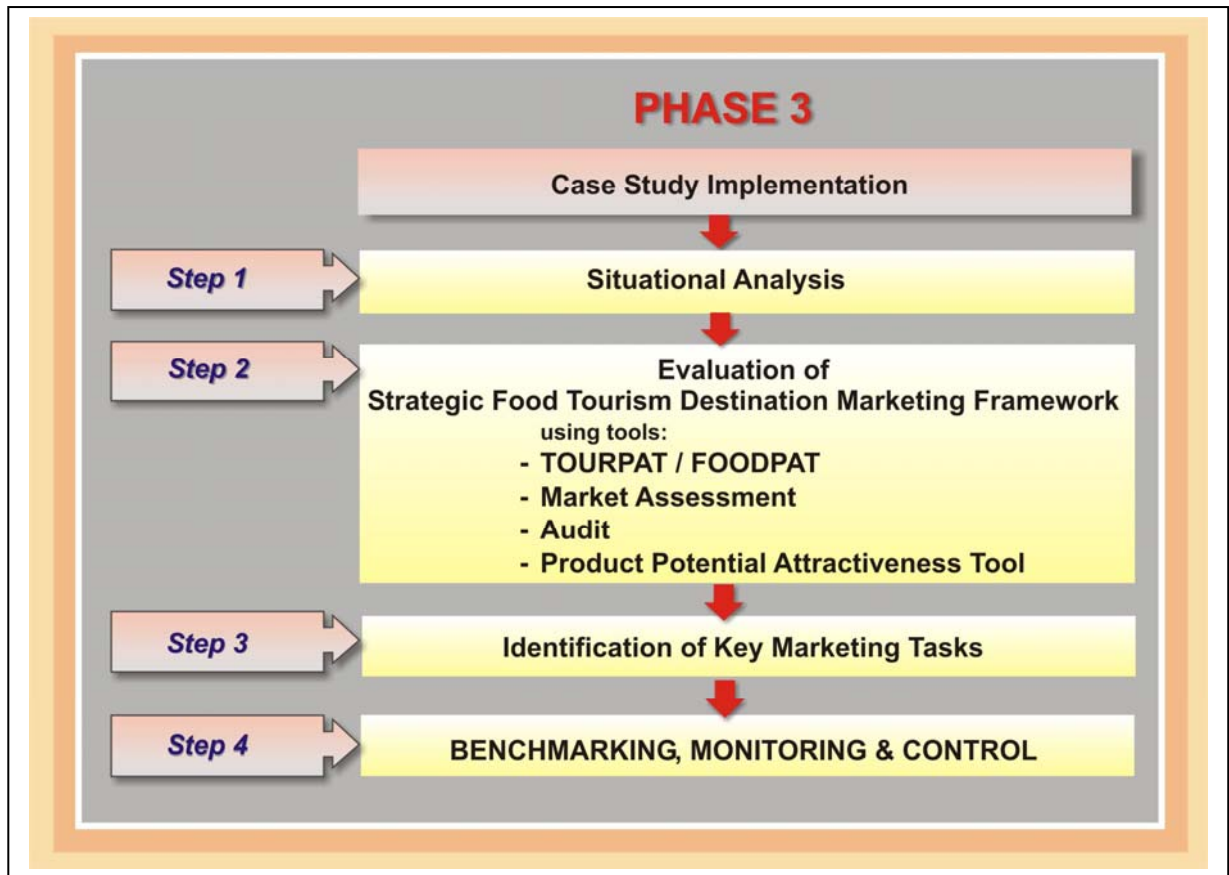 PHASE 3
Case Study Implementation
Step 1
Situational Analysis
Step 2
Evaluation of
Strategic Food Tourism Destination Marketing Framework
using tools:
- TOURPAT / FOODPAT
- Market Assessment
- Audit
- Product Potential Attractiveness Tool
Step 3
Identification of Key Marketing Tasks
Step 4
BENCHMARKING, MONITORING & CONTROL